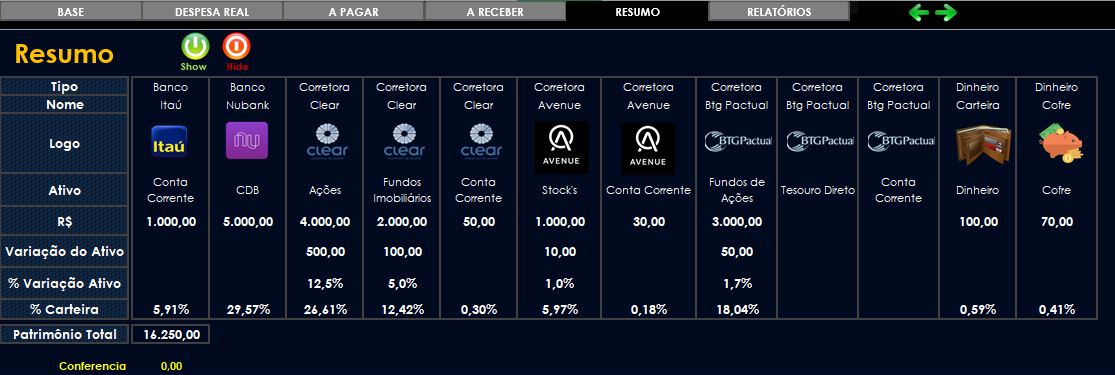 BASE DESPESA REAL A PAGAR A RECEBER RESUMO RELATÓRIOS
Resumo
Show Hide
Tipo Banco Banco Corretora Corretora Corretora Corretora Corretora Corretora Corretora Corretora Dinheiro Dinheiro
Nome Itaú Nubank Clear Clear Clear Avenue Avenue Btg Pactual Btg Pactual Btg Pactual Carteira Cofre
Logo Itaú nu clear clear clear AVENUE AVENUE BTGPactual BTGPactual BTGPactual
Ativo Conta Corrente CDB Ações Fundos Imobiliários Conta Corrente Stock's Conta Corrente Fundos de Ações Tesouro Direto Conta Corrente Dinheiro Cofre
R$ 1.000,00 5.000,00 4.000,00 2.000,00 50,00 1.000,00 30,00 3.000,00 100,00 70,00
Variação do Ativo 500,00 100,00 10,00 50,00
% Variação Ativo 12,5% 5,0% 1,0% 1,7%
% Carteira 5,91% 29,57% 26,61% 12,42% 0,30% 5,97% 0,18% 18,04% 0,59% 0,41%
Patrimônio Total 16.250,00
Conferencia 0,00